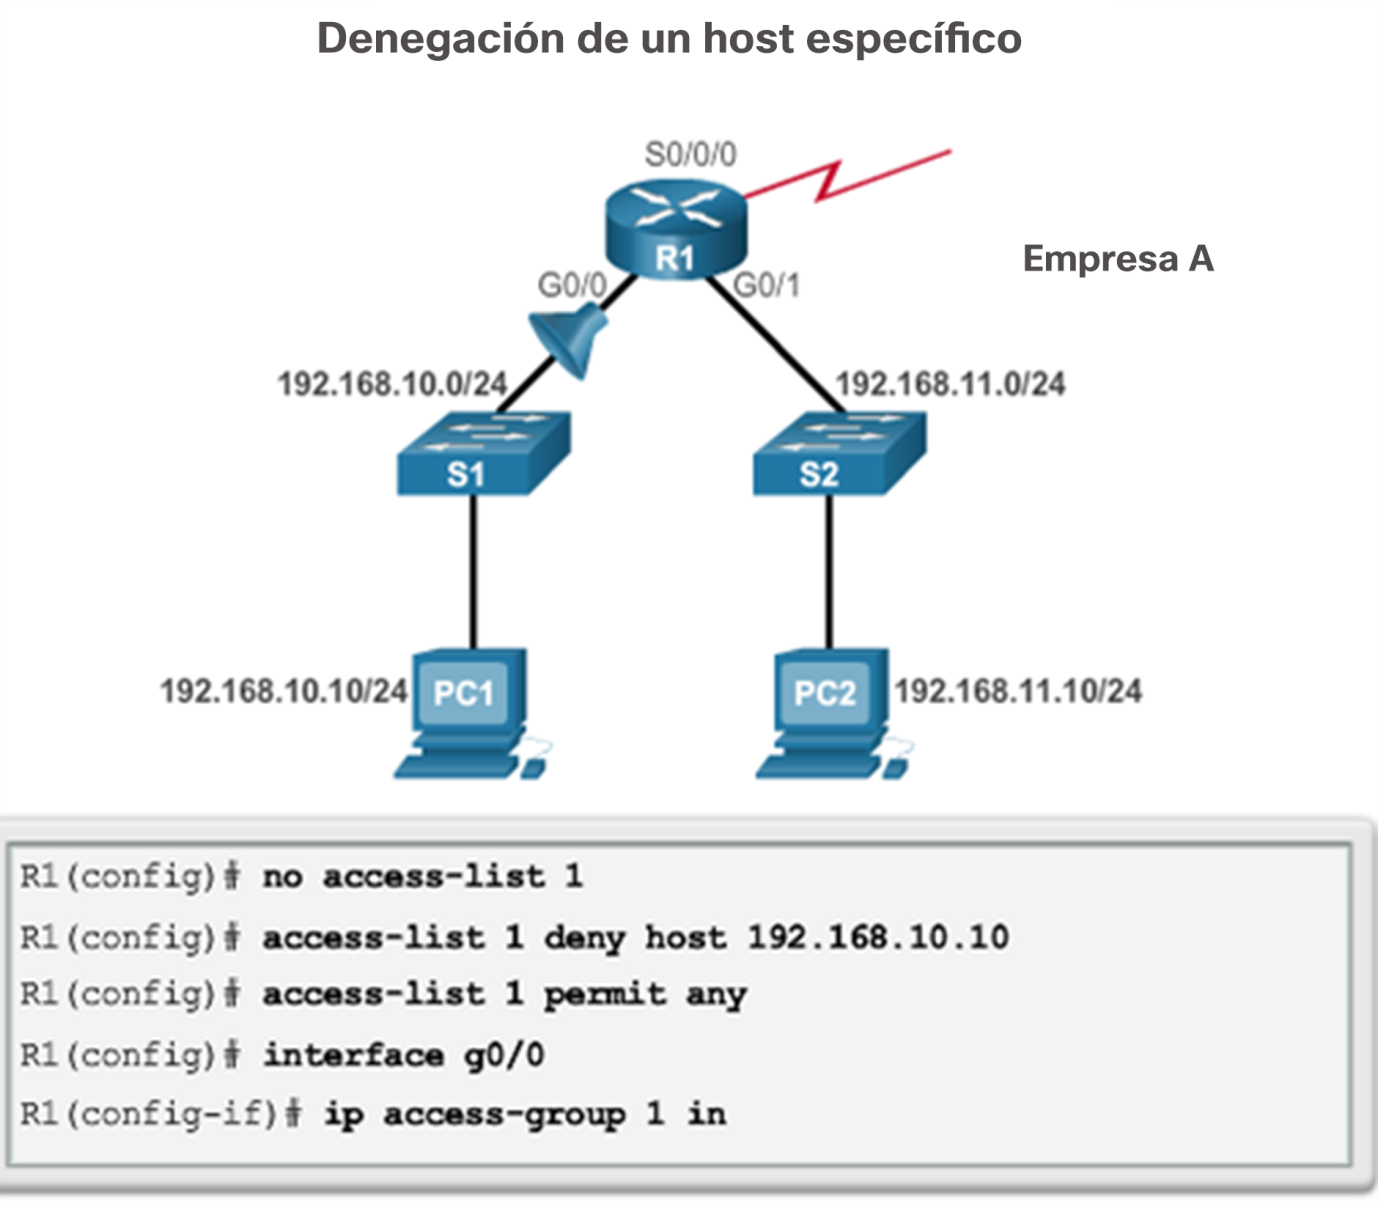 Denegación de un host específico
S0/0/0
R1
Empresa A
G0/0
G0/1
192.168.10.0/24
192.168.11.0/24
S1
S2
192.168.10.10/24
PC1
PC2
192.168.11.10/24
R1(config)# no access-list 1
R1(config)# access-list 1 deny host 192.168.10.10
R1(config)# access-list 1 permit any
R1(config)# interface g0/0
R1(config-if)# ip access-group 1 in